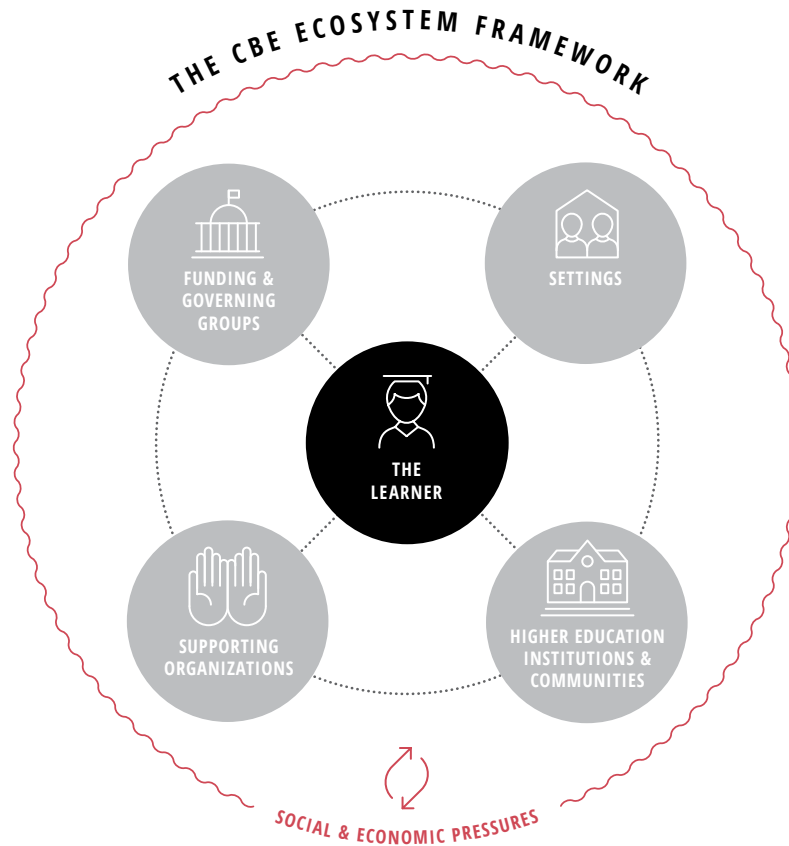 THE CBE ECOSYSTEM FRAMEWORK
FUNDING &
GOVERNING
GROUPS
SETTINGS
THE
LEARNER
SUPPORTING
ORGANIZATIONS
HIGHER EDUCATION
INSTITUTIONS &
COMMUNITIES
SOCIAL & ECONOMIC PRESSURES